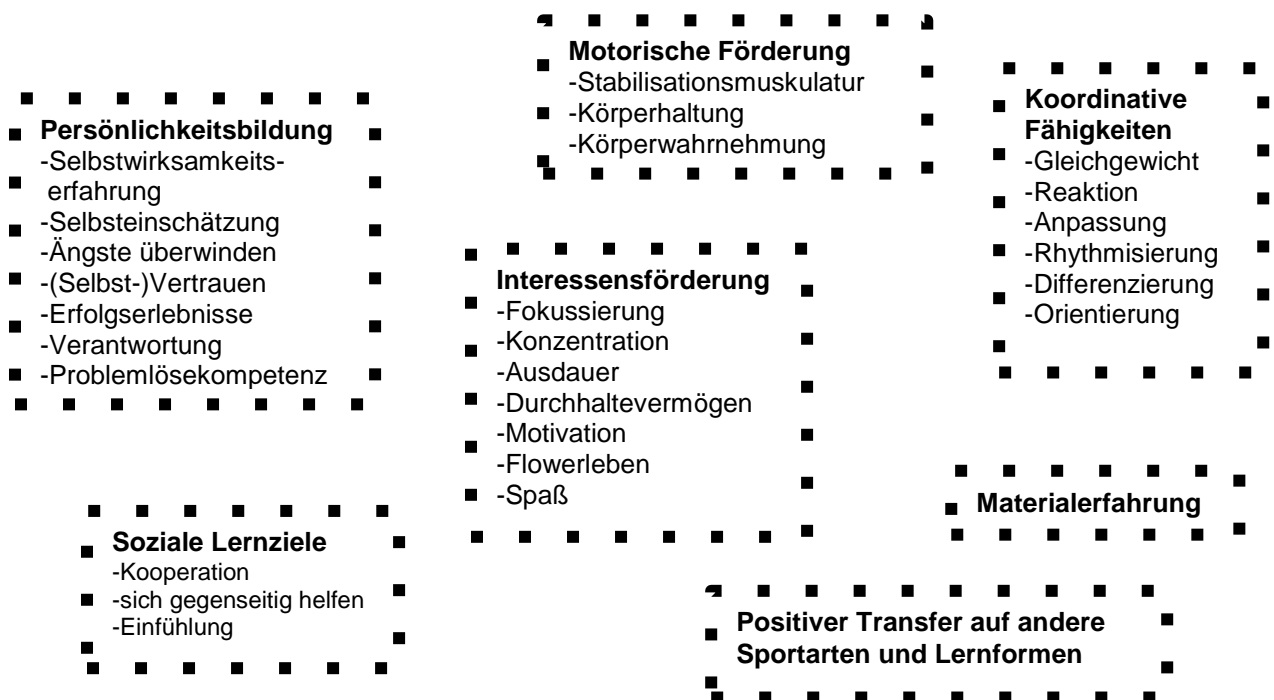 Motorische Förderung
-Stabilisationsmuskulatur
-Körperhaltung
-Körperwahrnehmung
Koordinative
Fähigkeiten
-Gleichgewicht
-Reaktion
-Anpassung
-Rhythmisierung
-Differenzierung
-Orientierung
Persönlichkeitsbildung
-Selbstwirksamkeits-
erfahrung
-Selbsteinschätzung
-Ängste überwinden
-(Selbst-)Vertrauen
-Erfolgserlebnisse
-Verantwortung
-Problemlösekompetenz
Interessensförderung
-Fokussierung
-Konzentration
-Ausdauer
-Durchhaltevermögen
-Motivation
-Flowerleben
-Spaß
Materialerfahrung
Soziale Lernziele
-Kooperation
-sich gegenseitig helfen
-Einfühlung
Positiver Transfer auf andere
Sportarten und Lernformen